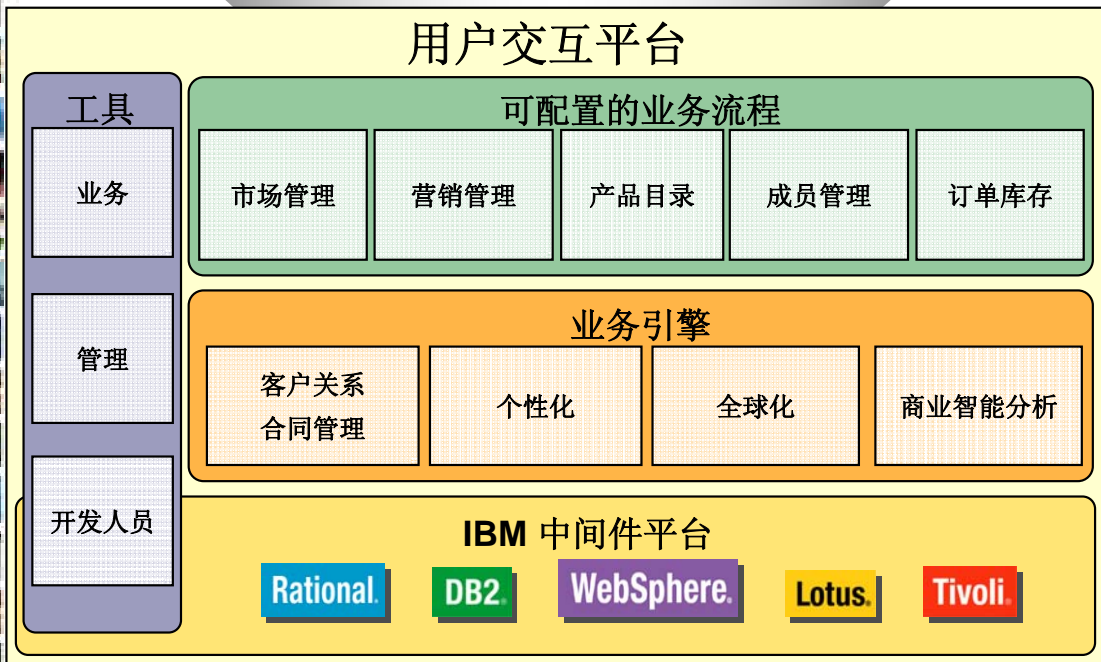 用户交互平台
工具
业务
管理
开发人员
可配置的业务流程
市场管理
营销管理
产品目录
成员管理
订单库存
业务引擎
客户关系
合同管理
个性化
全球化
商业智能分析
IBM 中间件平台
Rational.
DB2.
WebSphere.
Lotus.
Tivoli.